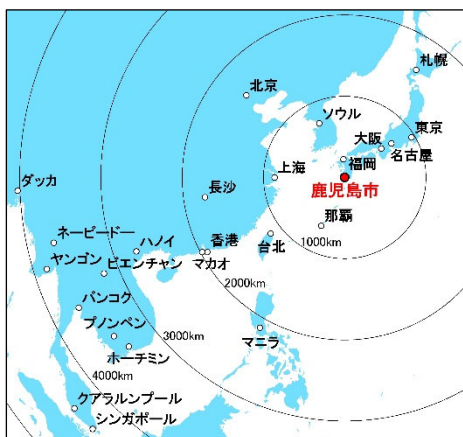 札幌
北京
ソウル
東京
大阪
名古屋
福岡
上海
鹿児島市
ダッカ
長沙
那覇
ネーピードー
ハノイ
香港
台北
1000km
ヤンゴン
ビエンチャン
マカオ
2000km
バンコク
プノンペン
3000km
マニラ
ホーチミン
4000km
クアラルンプール
シンガポール